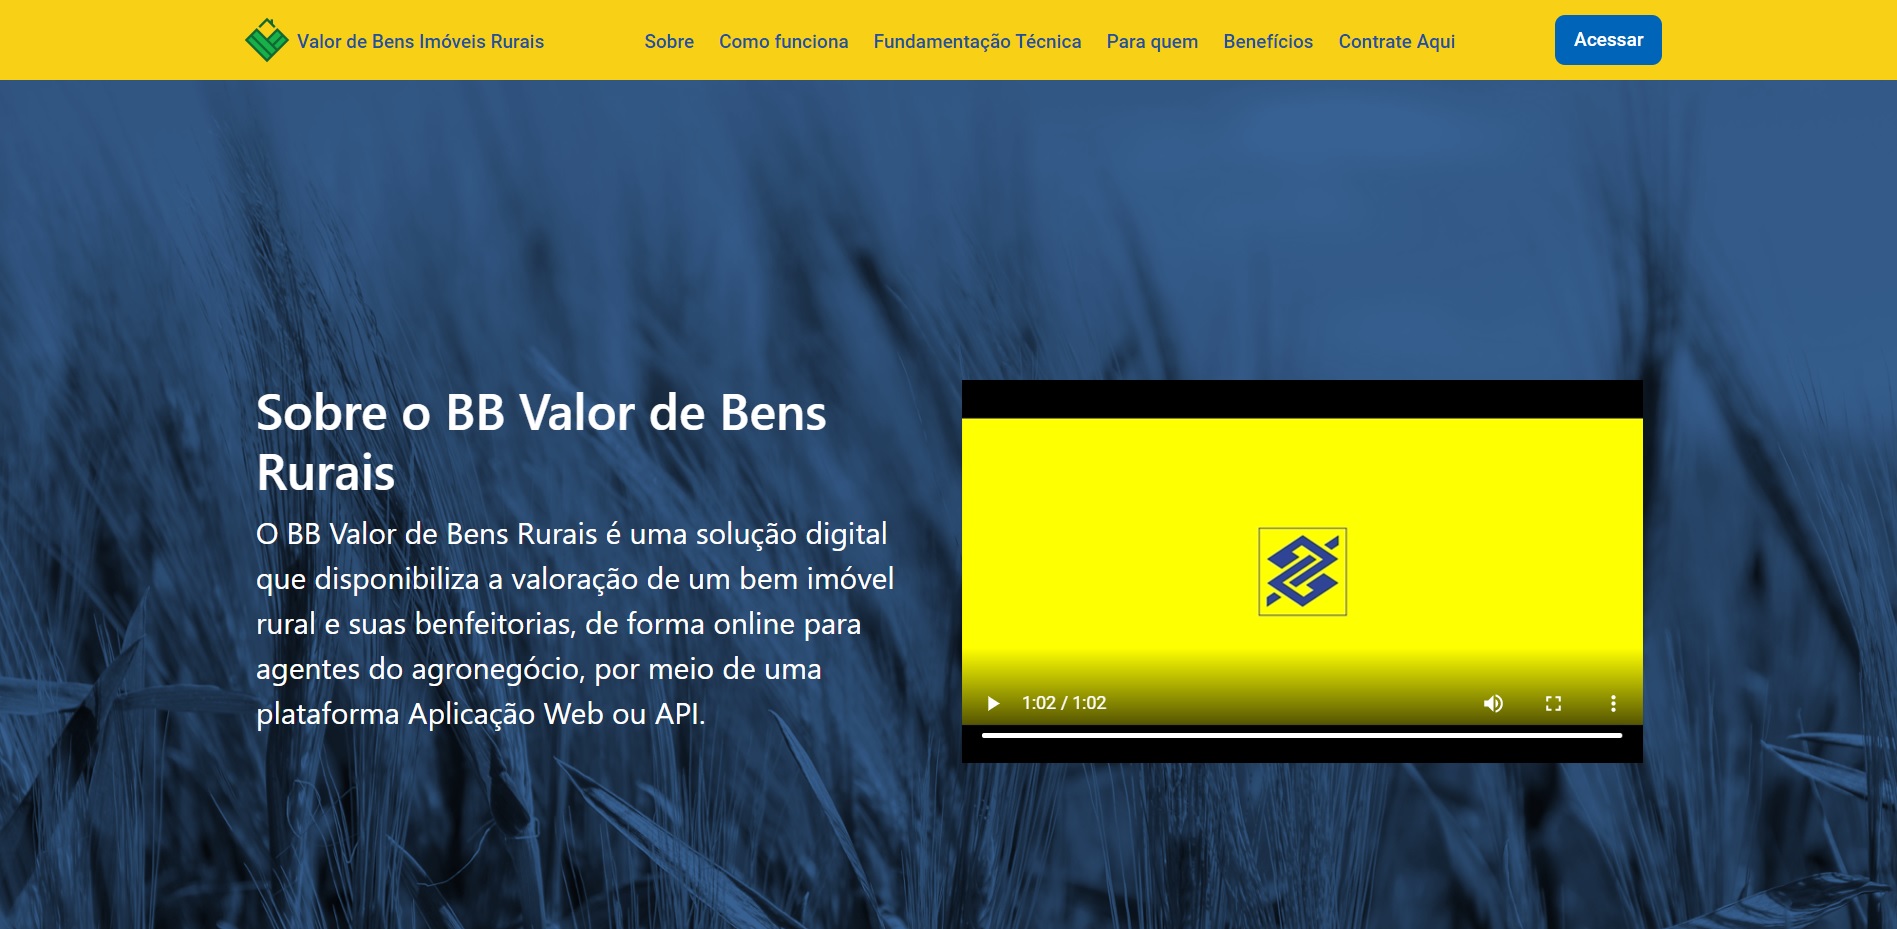 Valor de Bens Imóveis Rurais
Sobre
Como funciona
Fundamentação Técnica
Para quem
Benefícios
Contrate Aqui
Acessar
Sobre o BB Valor de Bens
Rurais
O BB Valor de Bens Rurais é uma solução digital
que disponibiliza a valoração de um bem imóvel
rural e suas benfeitorias, de forma online para
agentes do agronegócio, por meio de uma
plataforma Aplicação Web ou API.
1:02 / 1:02